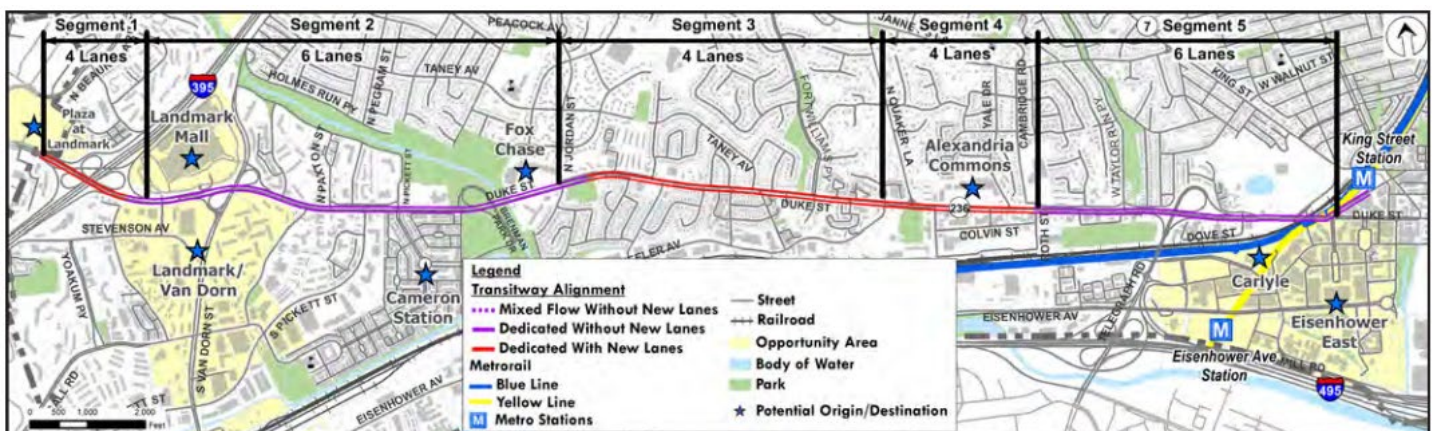 Segment 1
Segment 2
Segment 3
Segment 4
7
Segment 5
4 Lanes
6 Lanes
4 Lanes
4 Lanes
6 Lanes
PEACOCK AV
TANEY AV
HOLMES RUN PY
N PEGRAM ST
395
Plaza
at
Landmark
Landmark
Mall
Fox
Chase
N PAXTON ST
N PICKETT ST
N JORDAN ST
DUKE ST
TANEY AV
FORT WILLIAMS PY
DUKE ST
N QUAKER LA
YALE DR
CAMBRIDGE RD
Alexandria
Commons
236
W TAYLOR RUN PY
KING ST
W WALNUT ST
King Street
Station
M
DUKE ST
STEVENSON AV
COLVIN ST
DOVE ST
YOAKUM PY
Landmark/
Van Dorn
S VAN DORN ST
S PICKETT ST
Cameron
Station
EISENHOWER AV
TELEGRAPH RD
EISENHOWER AV
Carlyle
Eisenhower
East
M
Eisenhower Ave
Station
MILL RD
495
Legend
Transitway Alignment
Mixed Flow Without New Lanes
Dedicated Without New Lanes
Dedicated With New Lanes
Metrorail
Blue Line
Yellow Line
M Metro Stations
Street
Railroad
Opportunity Area
Body of Water
Park
Potential Origin/Destination
0 500 1,000 2,000
Feet